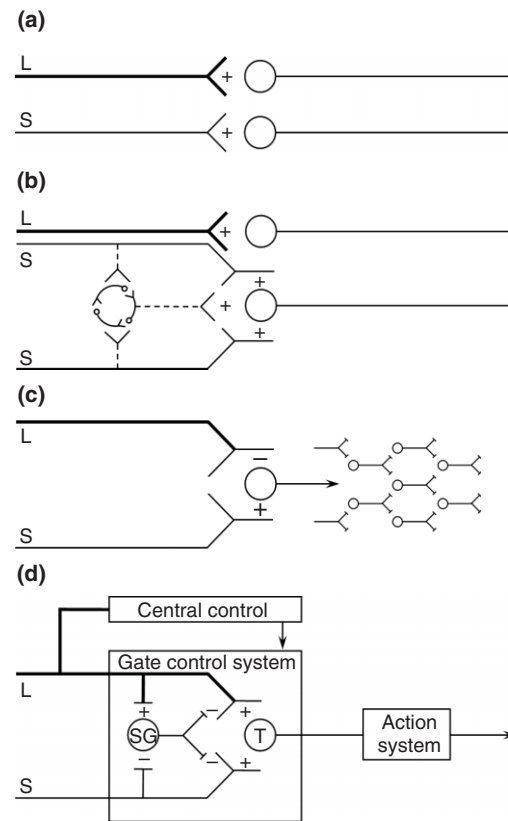 (a)
L
+
S
+
(b)
L
+
S
+
+
+
S
(c)
L
−
+
S
(d)
Central control
Gate control system
L
+
−
+
SG
T
Action
system
−
−
+
S